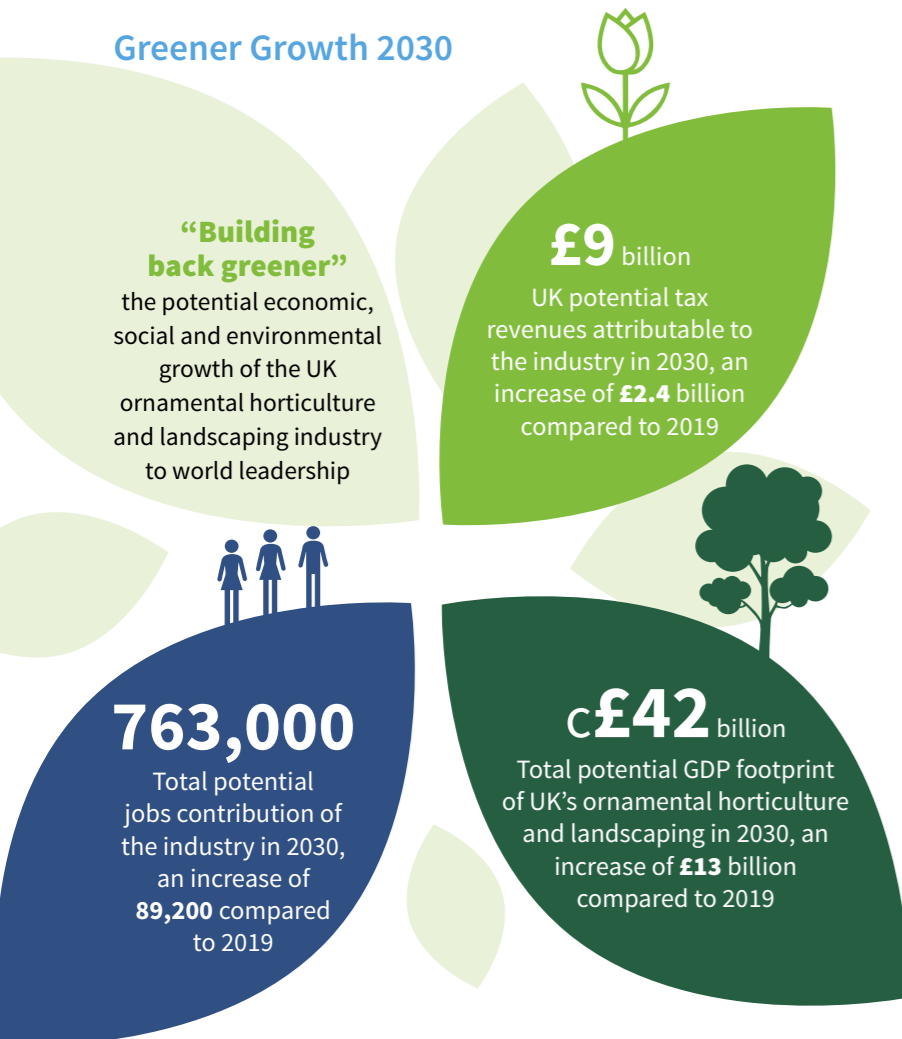 Greener Growth 2030
“Building
back greener”
the potential economic,
social and environmental
growth of the UK
ornamental horticulture
and landscaping industry
to world leadership
£9 billion
UK potential tax
revenues attributable to
the industry in 2030, an
increase of £2.4 billion
compared to 2019
763,000
Total potential
jobs contribution of
the industry in 2030,
an increase of
89,200 compared
to 2019
C£42 billion
Total potential GDP footprint
of UK’s ornamental horticulture
and landscaping in 2030, an
increase of £13 billion
compared to 2019